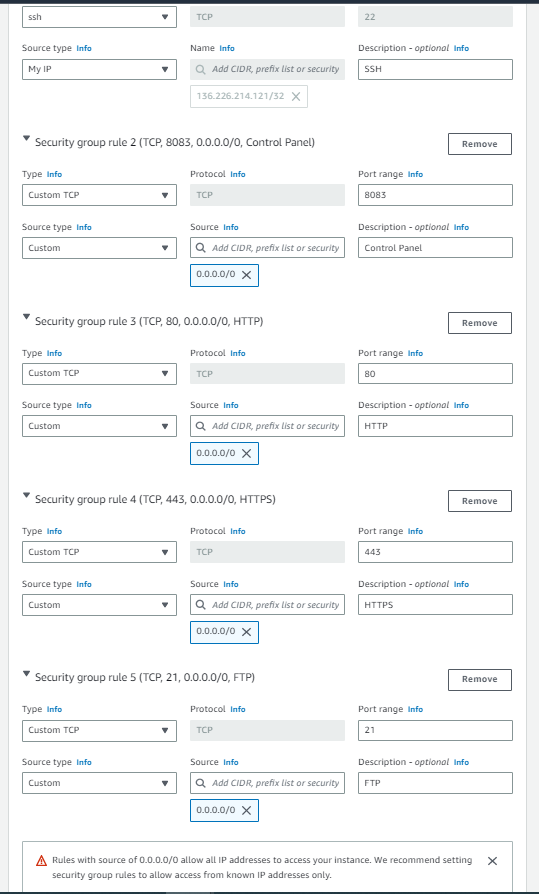 ssh TCP 22
Source type Info Name Info Description - optional Info
My IP Add CIDR, prefix list or security SSH
136.226.214.121/32
Security group rule 2 (TCP, 8083, 0.0.0.0/0, Control Panel) Remove
Type Info Protocol Info Port range Info
Custom TCP TCP 8083
Source type Info Source Info Description - optional Info
Custom Add CIDR, prefix list or security Control Panel
0.0.0.0/0
Security group rule 3 (TCP, 80, 0.0.0.0/0, HTTP) Remove
Type Info Protocol Info Port range Info
Custom TCP TCP 80
Source type Info Source Info Description - optional Info
Custom Add CIDR, prefix list or security HTTP
0.0.0.0/0
Security group rule 4 (TCP, 443, 0.0.0.0/0, HTTPS) Remove
Type Info Protocol Info Port range Info
Custom TCP TCP 443
Source type Info Source Info Description - optional Info
Custom Add CIDR, prefix list or security HTTPS
0.0.0.0/0
Security group rule 5 (TCP, 21, 0.0.0.0/0, FTP) Remove
Type Info Protocol Info Port range Info
Custom TCP TCP 21
Source type Info Source Info Description - optional Info
Custom Add CIDR, prefix list or security FTP
0.0.0.0/0
Rules with source of 0.0.0.0/0 allow all IP addresses to access your instance. We recommend setting
security group rules to allow access from known IP addresses only.